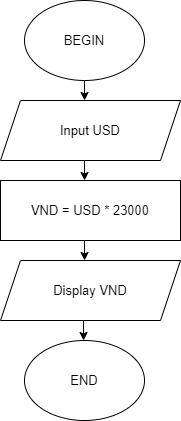 BEGIN
Input USD
VND = USD * 23000
Display VND
END